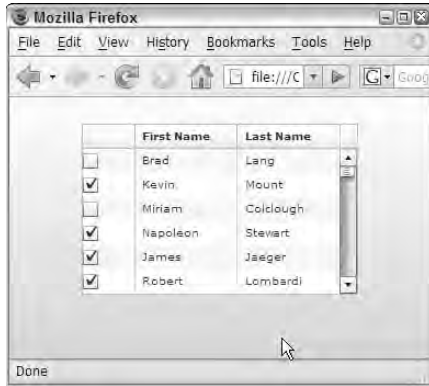 Mozilla Firefox
File Edit View History Bookmarks Tools Help
file:///C G Goog
First Name Last Name
Brad Lang
Kevin Mount
Miriam Colclough
Napoleon Stewart
James Jaeger
Robert Lombardi
Done